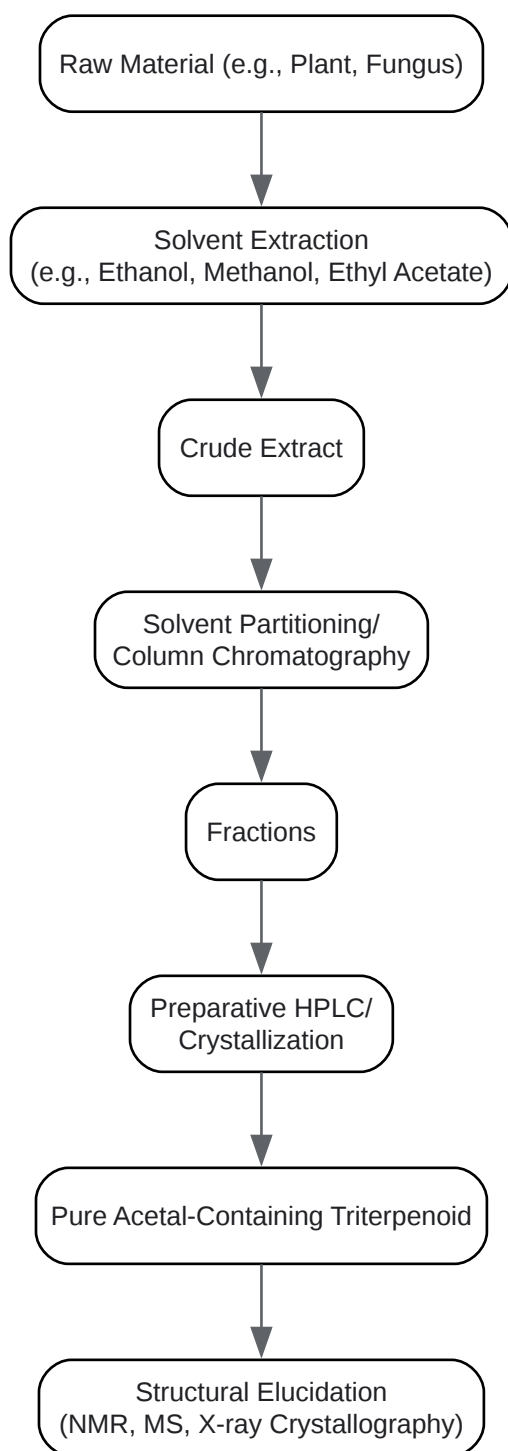 Raw Material (e.g., Plant, Fungus)
Solvent Extraction
(e.g., Ethanol, Methanol, Ethyl Acetate)
Crude Extract
Solvent Partitioning/
Column Chromatography
Fractions
Preparative HPLC/
Crystallization
Pure Acetal-Containing Triterpenoid
Structural Elucidation
(NMR, MS, X-ray Crystallography)